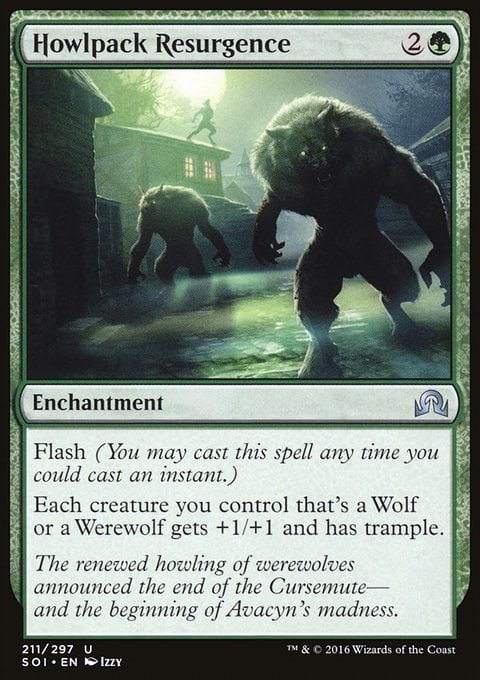 Howlpack Resurgence 2
Enchantment
Flash (You may cast this spell any time you
could cast an instant.)
Each creature you control that's a Wolf
or a Werewolf gets +1/+1 and has trample.
The renewed howling of werewolves
announced the end of the Cursemute—
and the beginning of Avacyn's madness.
211/297 U
SOI • EN Izzy
™ & © 2016 Wizards of the Coast